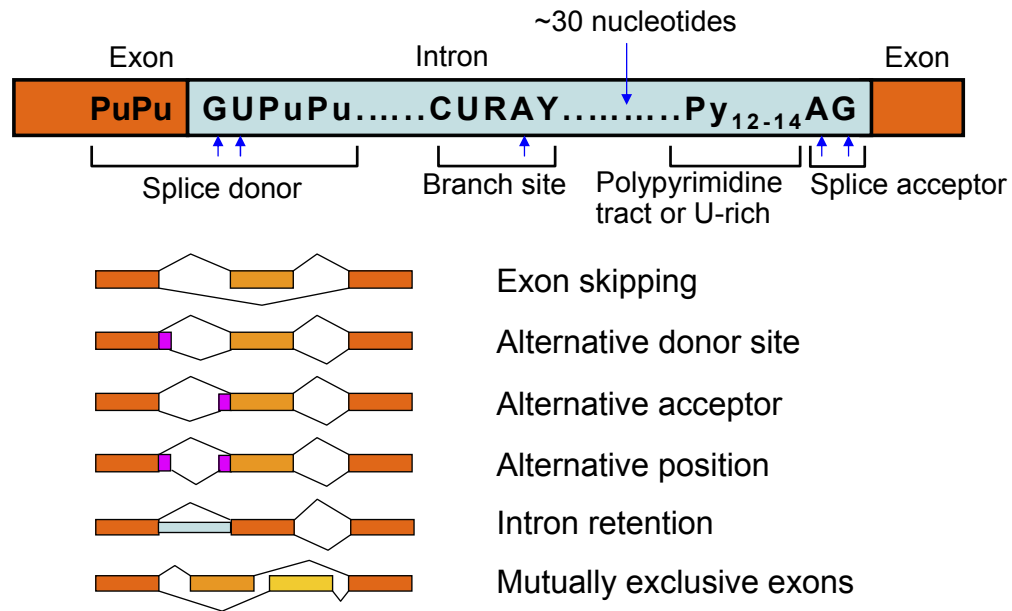 ~30 nucleotides
Exon Intron Exon
PuPu GUPuPu.......CURAY.........Py12-14AG
Splice donor Branch site Polypyrimidine tract or U-rich Splice acceptor
Exon skipping
Alternative donor site
Alternative acceptor
Alternative position
Intron retention
Mutually exclusive exons